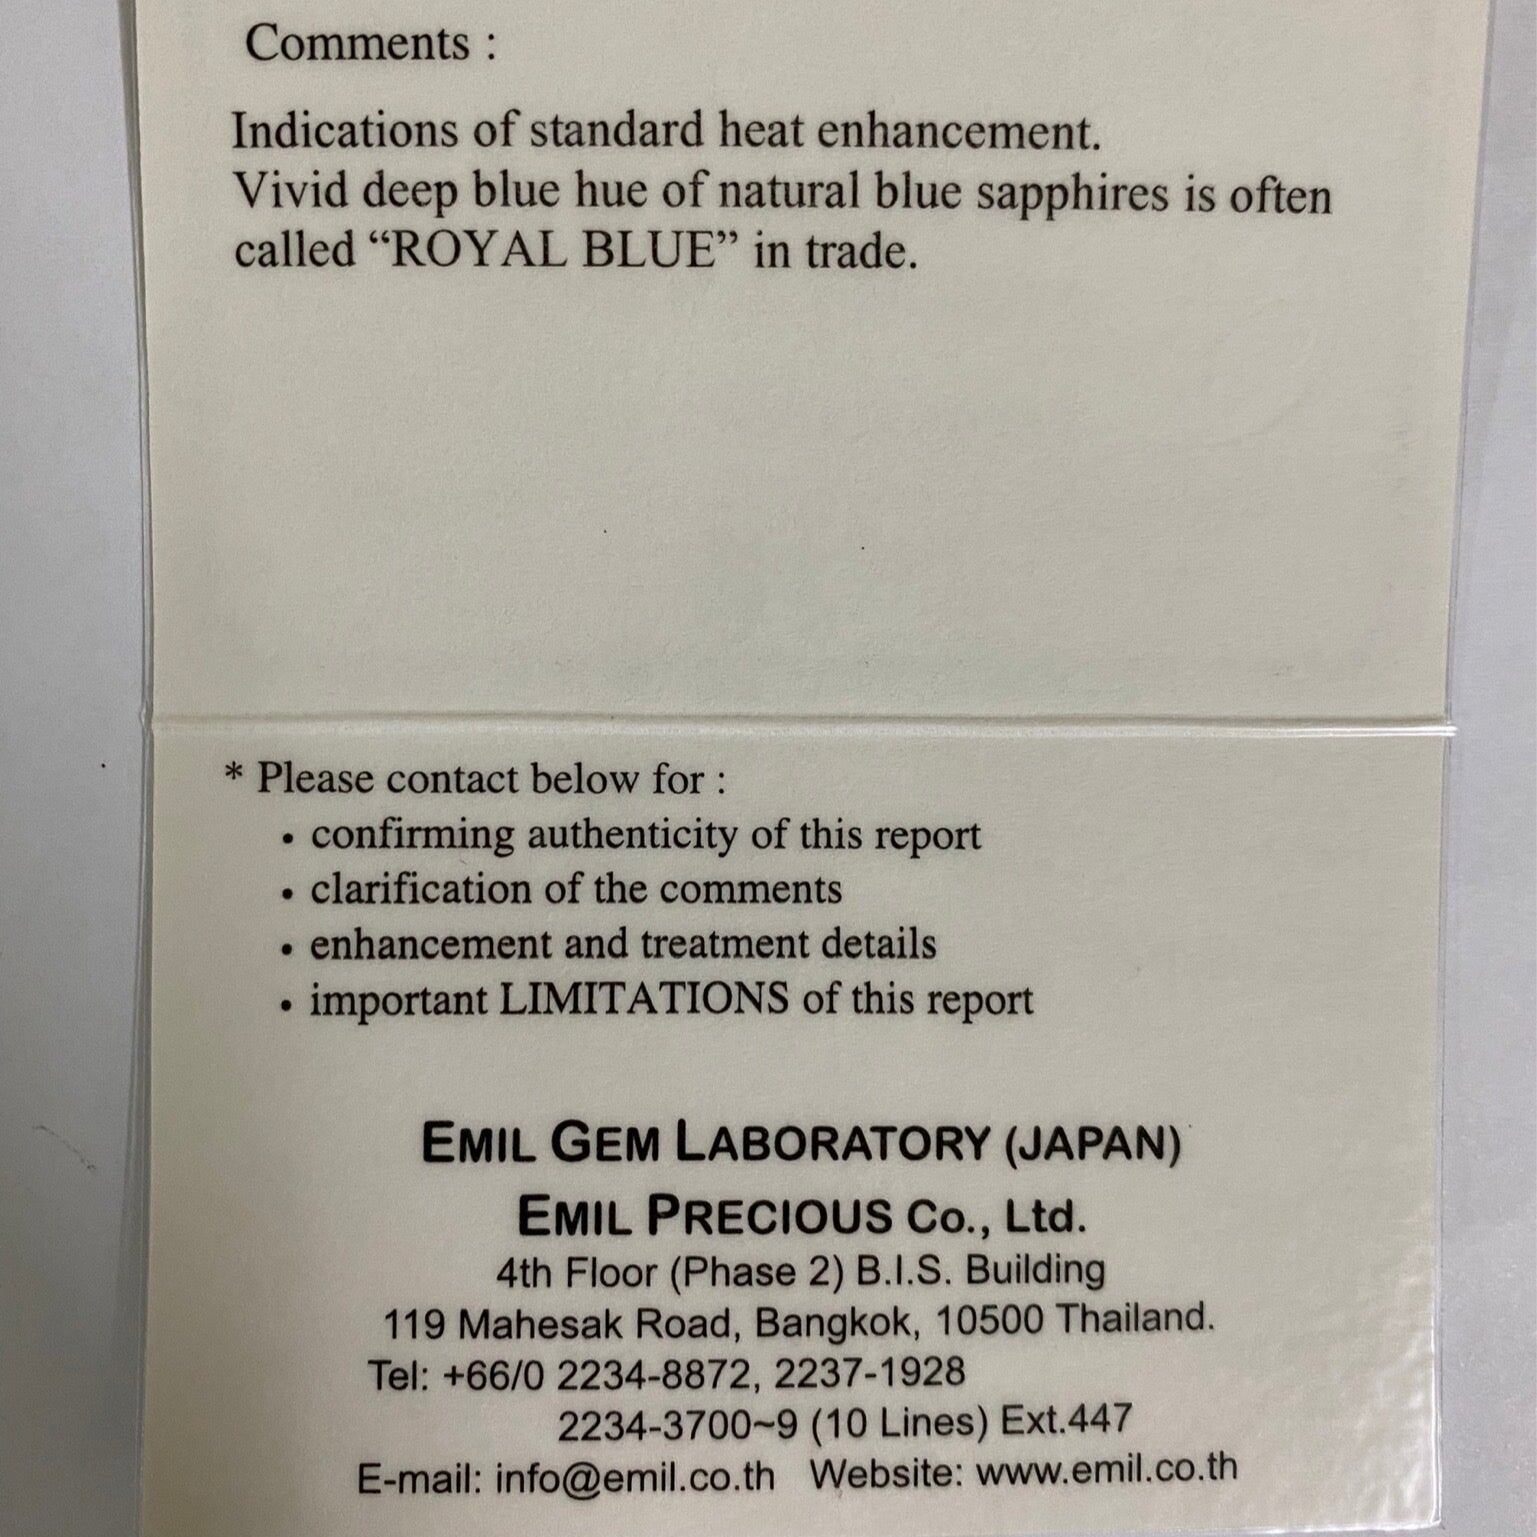 Comments :
Indications of standard heat enhancement.
Vivid deep blue hue of natural blue sapphires is often
called “ROYAL BLUE” in trade.
* Please contact below for :
• confirming authenticity of this report
• clarification of the comments
• enhancement and treatment details
• important LIMITATIONS of this report
EMIL GEM LABORATORY (JAPAN)
EMIL PRECIOUS Co., Ltd.
4th Floor (Phase 2) B.I.S. Building
119 Mahesak Road, Bangkok, 10500 Thailand.
Tel: +66/0 2234-8872, 2237-1928
2234-3700~9 (10 Lines) Ext.447
E-mail: info@emil.co.th Website: www.emil.co.th